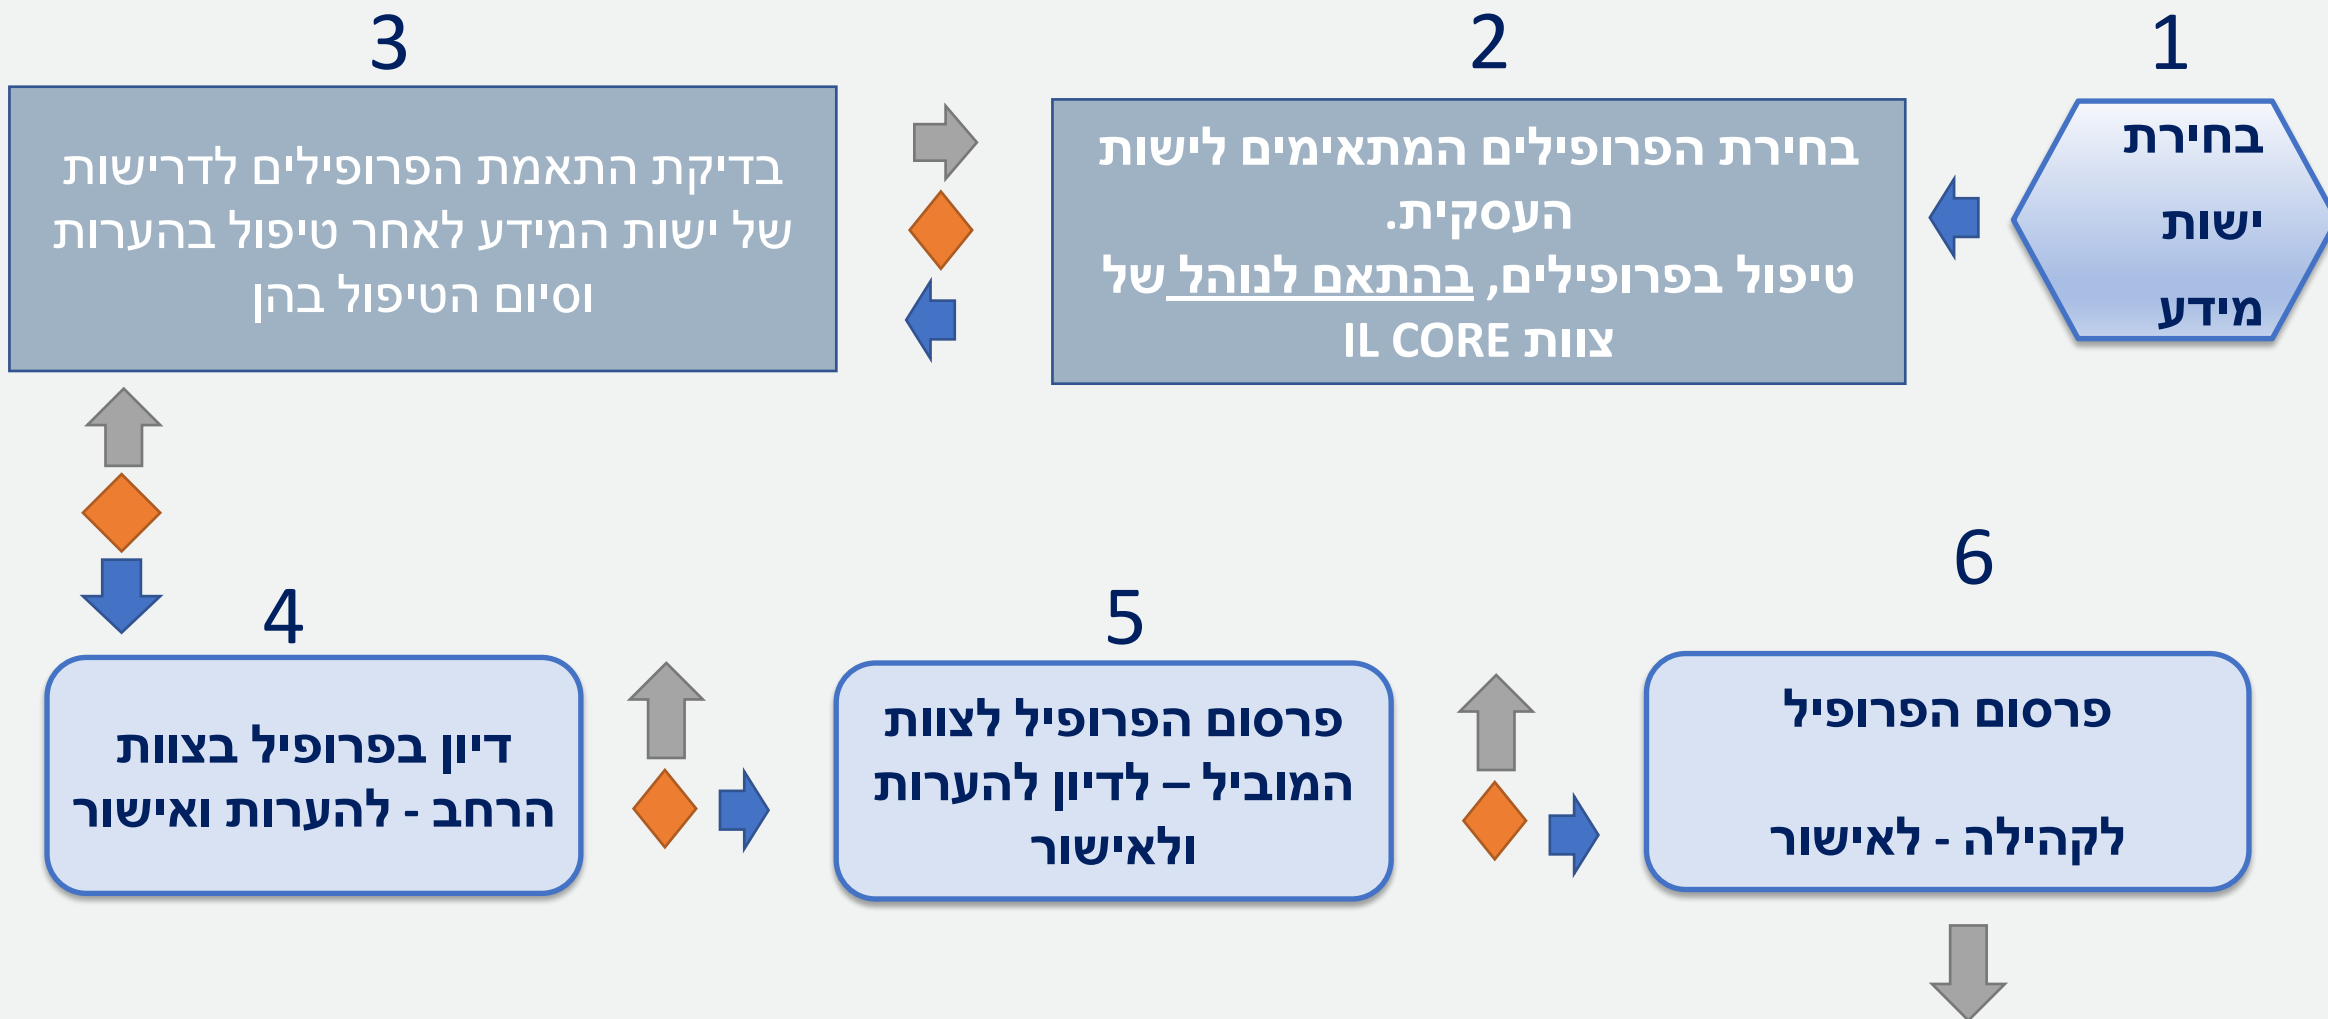 1
בחירת
ישות
מידע
2
בחירת הפרופילים המתאימים לישות
העסקית.
טיפול בפרופילים, בהתאם לנוהל של
צוות IL CORE
3
בדיקת התאמת הפרופילים לדרישות
של ישות המידע לאחר טיפול בהערות
וסיום הטיפול בהן
4
דיון בפרופיל בצוות
הרחב - להערות ואישור
5
פרסום הפרופיל לצוות
המוביל – לדיון להערות
ולאישור
6
פרסום הפרופיל
לקהילה - לאישור